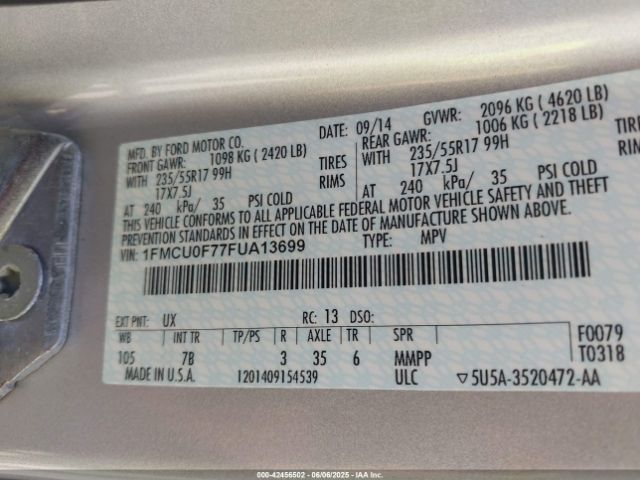 MFD. BY FORD MOTOR CO.
DATE: 09/14 GVWR: 2096 KG ( 4620 LB)
FRONT GAWR: 1098 KG ( 2420 LB) REAR GAWR: 1006 KG ( 2218 LB)
WITH 235/55R17 99H TIRES WITH 235/55R17 99H TIRES
17X7.5J RIMS 17X7.5J RIMS
AT 240 kPa/ 35 PSI COLD AT 240 kPa/ 35 PSI COLD
THIS VEHICLE CONFORMS TO ALL APPLICABLE FEDERAL MOTOR VEHICLE SAFETY AND THEFT
PREVENTION STANDARDS IN EFFECT ON THE DATE OF MANUFACTURE SHOWN ABOVE.
VIN: 1FMCU0F77FUA13699 TYPE: MPV
EXT PNT: UX RC: 13 DSO:
WB INT TR TP/PS R AXLE TR SPR F0079
105 7B 3 35 6 MMPP T0318
MADE IN U.S.A. 1201409154539 ULC ▽5U5A-3520472-AA
000-42456502 - 06/06/2025 - IAA Inc.